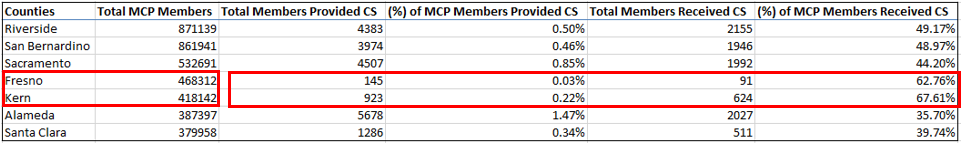 Counties Total MCP Members Total Members Provided CS (%) of MCP Members Provided CS Total Members Received CS (%) of MCP Members Received CS
Riverside 871139 4383 0.50% 2155 49.17%
San Bernardino 861941 3974 0.46% 1946 48.97%
Sacramento 532691 4507 0.85% 1992 44.20%
Fresno 468312 145 0.03% 91 62.76%
Kern 418142 923 0.22% 624 67.61%
Alameda 387397 5678 1.47% 2027 35.70%
Santa Clara 379958 1286 0.34% 511 39.74%